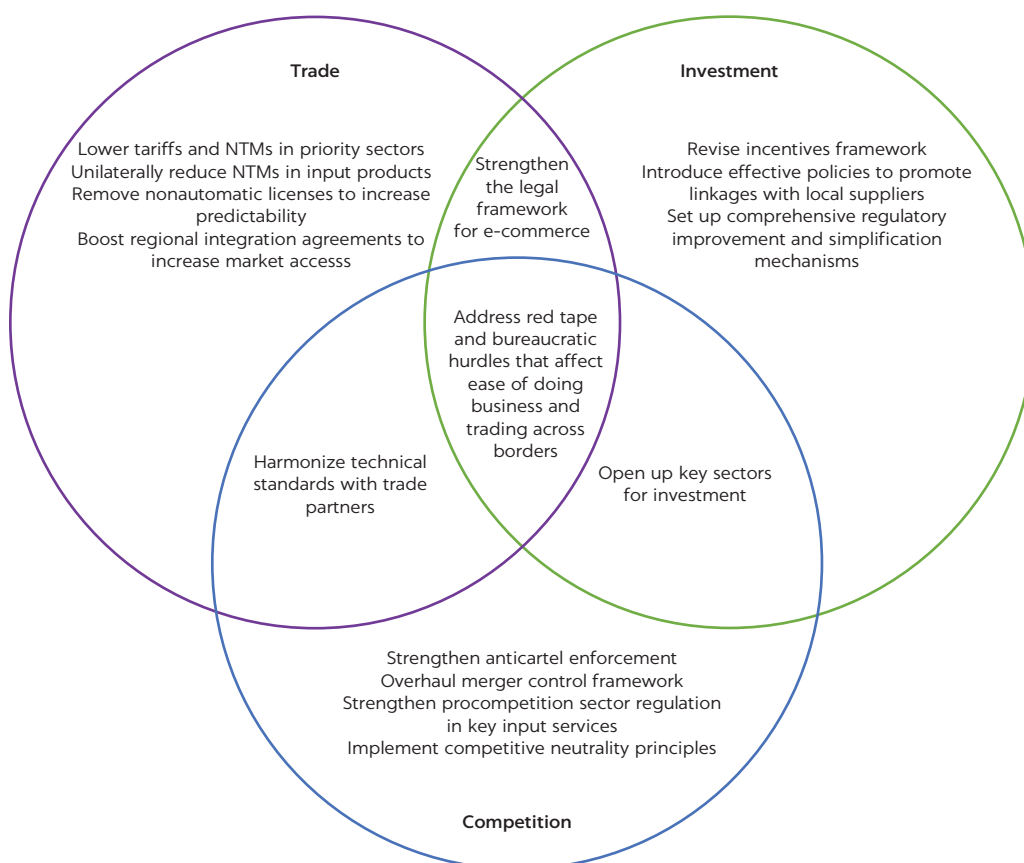 Trade
Investment
Lower tariffs and NTMs in priority sectors
Unilaterally reduce NTMs in input products
Remove nonautomatic licenses to increase
predictability
Boost regional integration agreements to
increase market accesss
Strengthen
the legal
framework
for e-commerce
Revise incentives framework
Introduce effective policies to promote
linkages with local suppliers
Set up comprehensive regulatory
improvement and simplification
mechanisms
Address red tape
and bureaucratic
hurdles that affect
ease of doing
business and
trading across
borders
Harmonize technical
standards with trade
partners
Open up key sectors
for investment
Strengthen anticartel enforcement
Overhaul merger control framework
Strengthen procompetition sector regulation
in key input services
Implement competitive neutrality principles
Competition